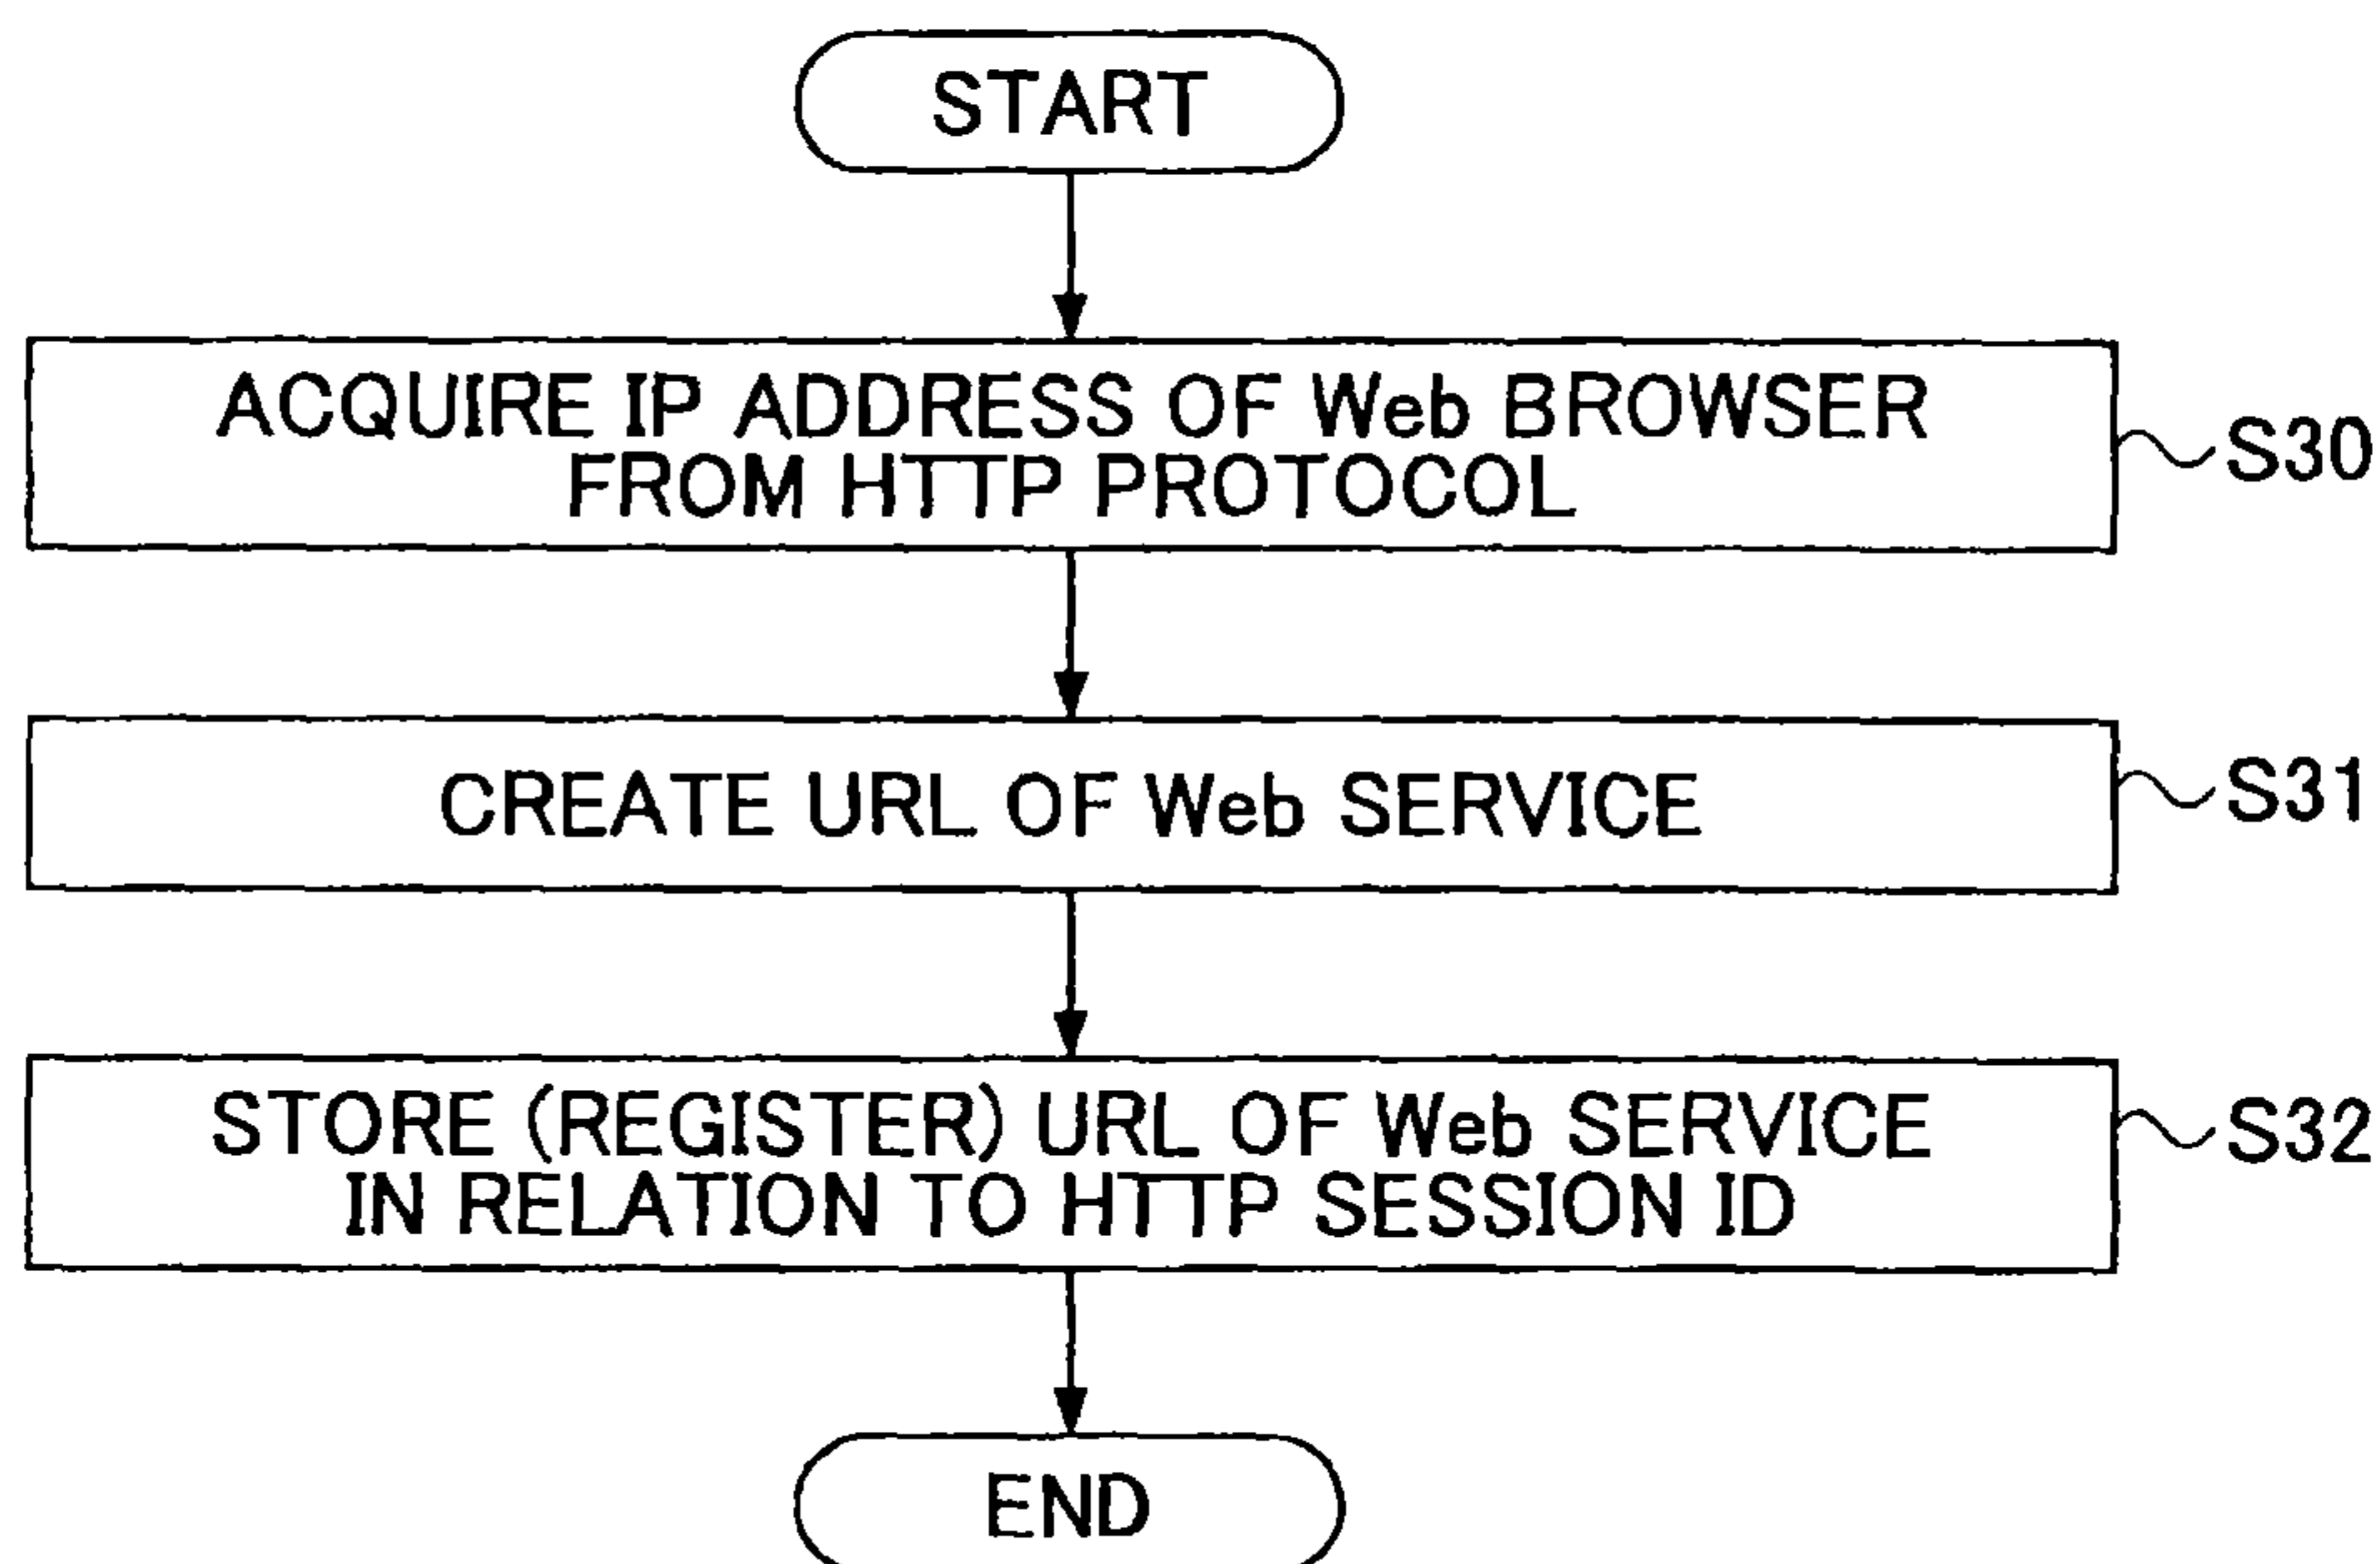 START
ACQUIRE IP ADDRESS OF Web BROWSER
FROM HTTP PROTOCOL
S30
CREATE URL OF Web SERVICE
S31
STORE (REGISTER) URL OF Web SERVICE
IN RELATION TO HTTP SESSION ID
S32
END